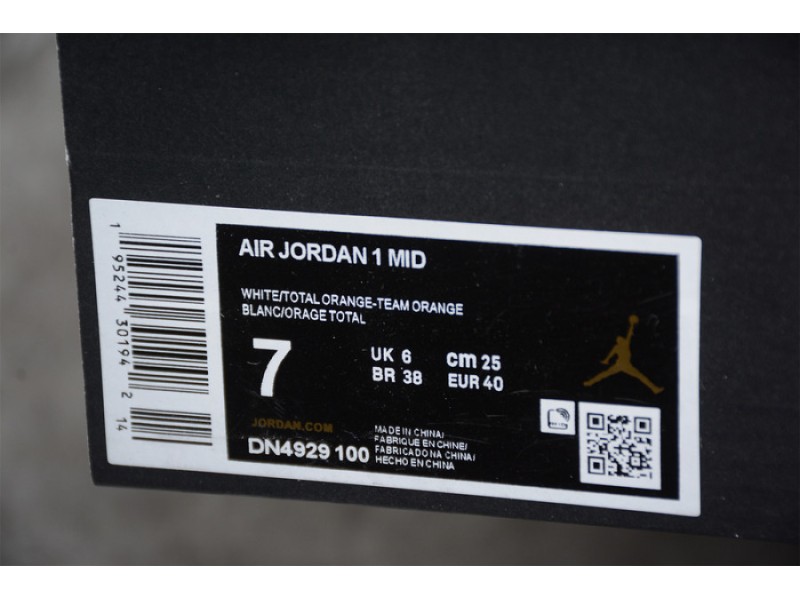 AIR JORDAN 1 MID
WHITE/TOTAL ORANGE-TEAM ORANGE
BLANC/ORAGE TOTAL
7
UK 6 cm 25
BR 38 EUR 40
JORDAN.COM
DN4929 100
MADE IN CHINA/
FABRIQUE EN CHINE/
FABRICADO NA CHINA/
HECHO EN CHINA
1 95244 30194 2 14